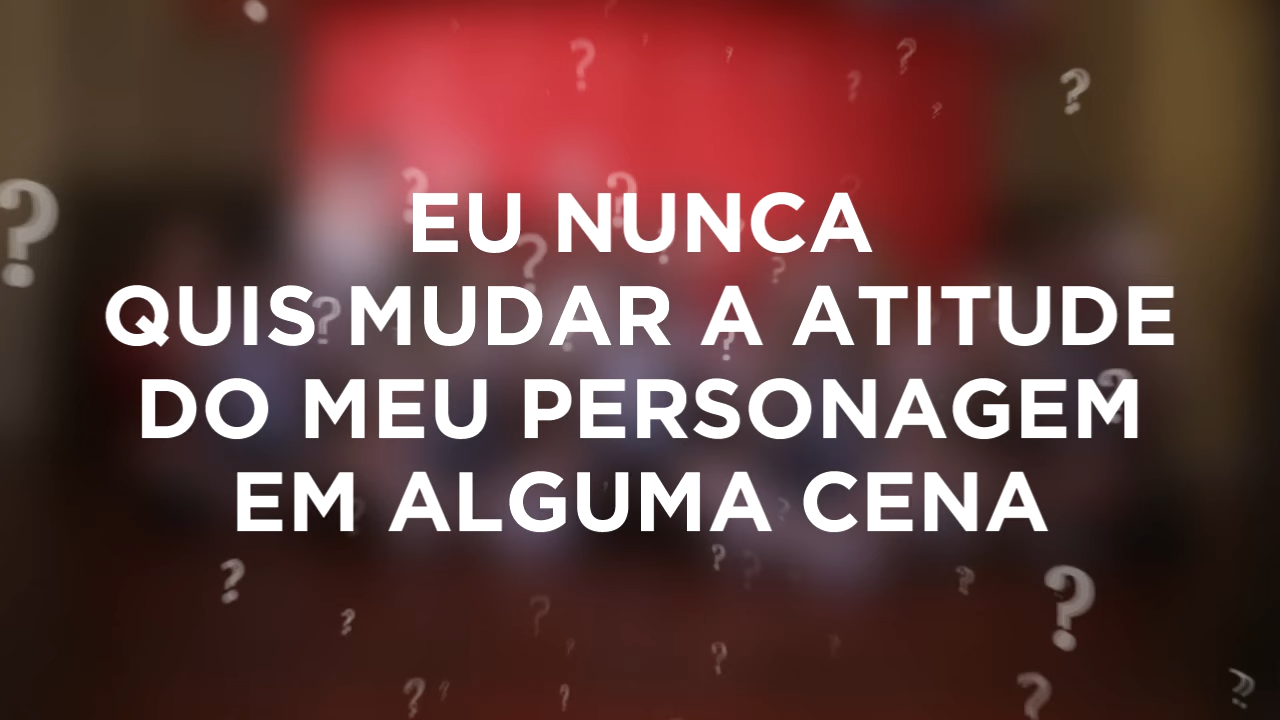 EU NUNCA
QUIS MUDAR A ATITUDE
DO MEU PERSONAGEM
EM ALGUMA CENA